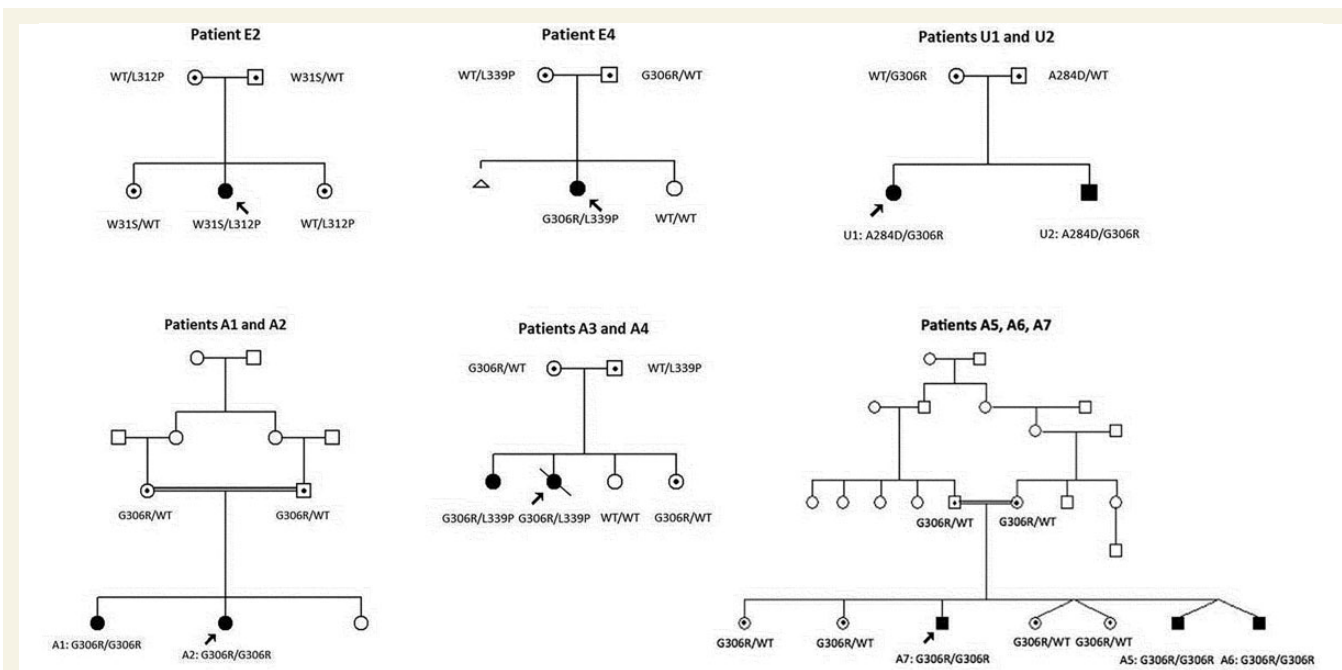 Patient E2
WT/L312P W31S/WT
W31S/WT W31S/L312P WT/L312P
Patient E4
WT/L339P G306R/WT
G306R/L339P WT/WT
Patients U1 and U2
WT/G306R A284D/WT
U1: A284D/G306R U2: A284D/G306R
Patients A1 and A2
G306R/WT G306R/WT
A1: G306R/G306R
A2: G306R/G306R
Patients A3 and A4
G306R/WT WT/L339P
G306R/L339P G306R/L339P WT/WT G306R/WT
Patients A5, A6, A7
G306R/WT G306R/WT
G306R/WT G306R/WT G306R/WT G306R/WT
A7: G306R/G306R A5: G306R/G306R A6: G306R/G306R